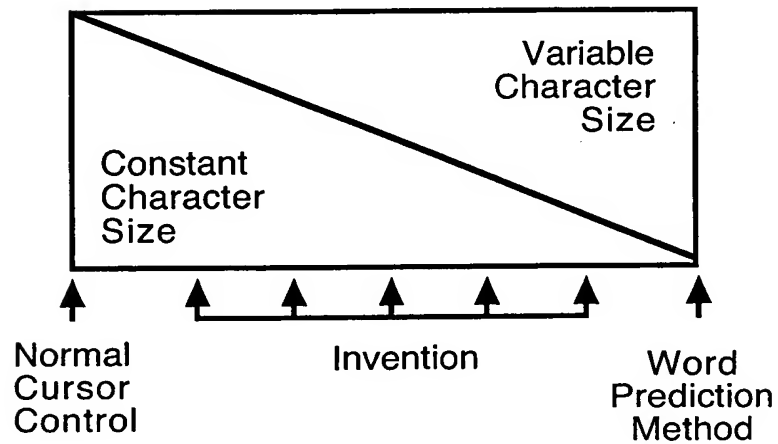 Variable
Character
Size
Constant
Character
Size
Normal
Cursor
Control
Invention
Word
Prediction
Method